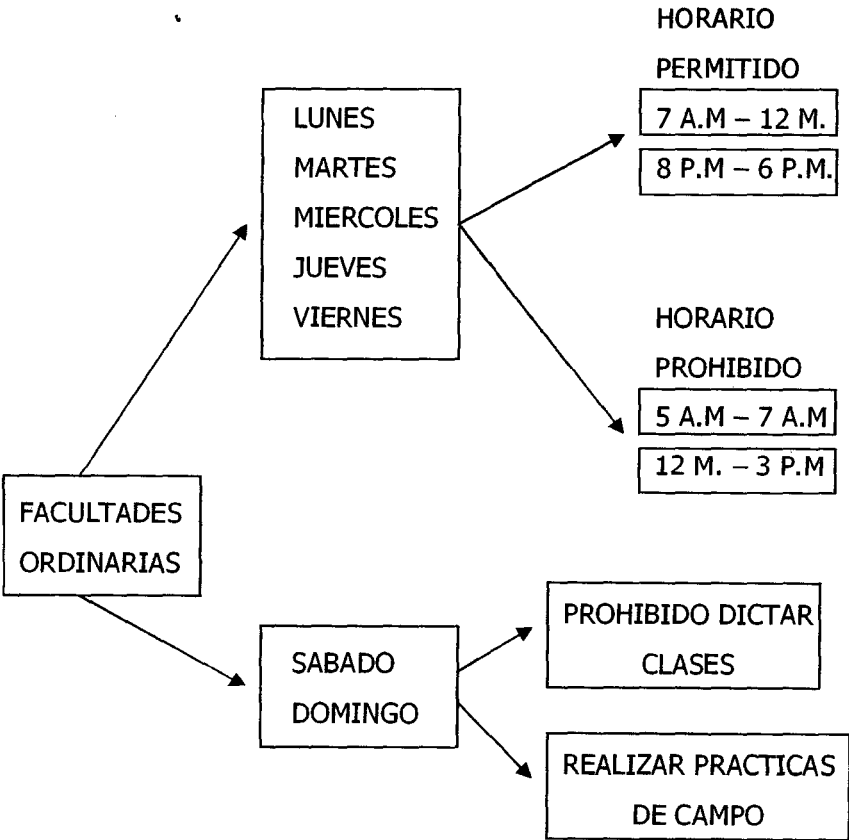 HORARIO
PERMITIDO
7 A.M – 12 M.
8 P.M – 6 P.M.
LUNES
MARTES
MIERCOLES
JUEVES
VIERNES
HORARIO
PROHIBIDO
5 A.M – 7 A.M
12 M. – 3 P.M
FACULTADES
ORDINARIAS
SABADO
DOMINGO
PROHIBIDO DICTAR
CLASES
REALIZAR PRACTICAS
DE CAMPO